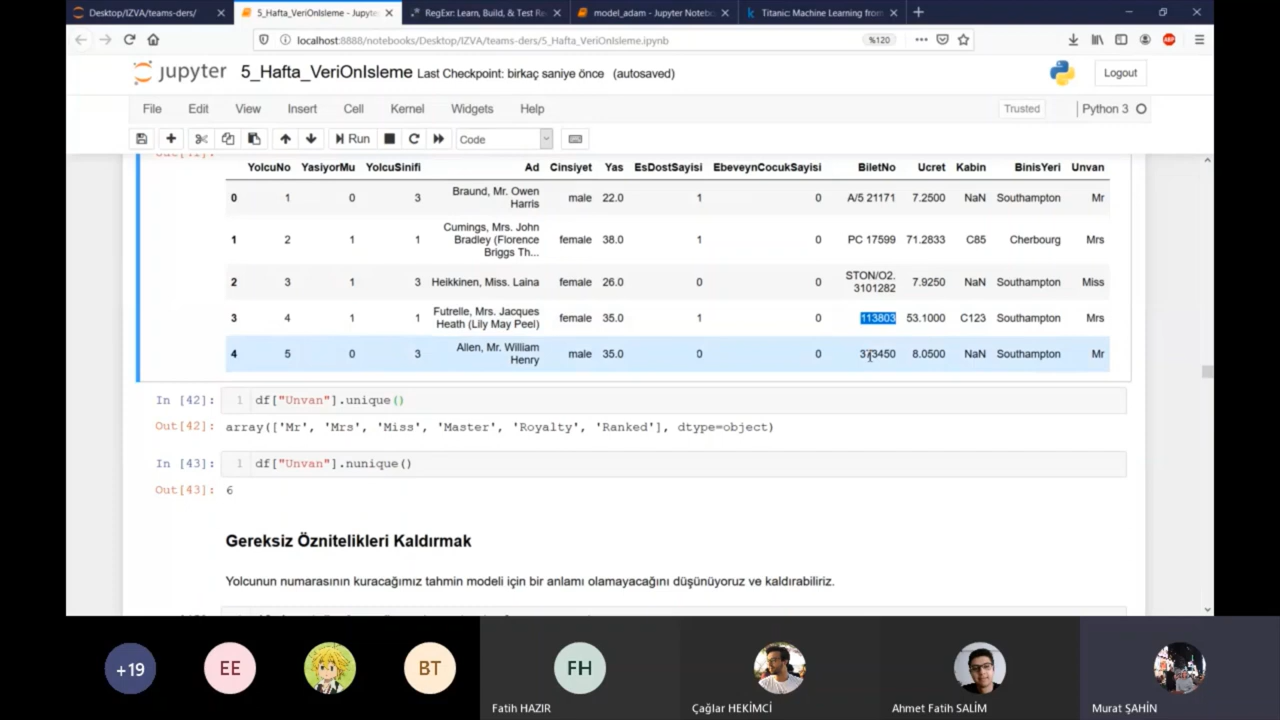 Desktop/IZVA/teams-ders/
5_Hafta_VeriOnIsleme - Jupyte
RegExr: Learn, Build, & Test Re
model_adam - Jupyter Notebo
Titanic: Machine Learning from
localhost:8888/notebooks/Desktop/IZVA/teams-ders/5_Hafta_VeriOnIsleme.ipynb
%120
ABP
jupyter 5_Hafta_VeriOnIsleme Last Checkpoint: birkaç saniye önce (autosaved)
Logout
File Edit View Insert Cell Kernel Widgets Help
Trusted
Python 3
Run
Code
YolcuNo YasiyorMu YolcuSinifi Ad Cinsiyet Yas EsDostSayisi EbeveynCocukSayisi BiletNo Ucret Kabin BinisYeri Unvan
0 1 0 3 Braund, Mr. Owen Harris male 22.0 1 0 A/5 21171 7.2500 NaN Southampton Mr
1 2 1 1 Cumings, Mrs. John Bradley (Florence Briggs Th... female 38.0 1 0 PC 17599 71.2833 C85 Cherbourg Mrs
2 3 1 3 Heikkinen, Miss. Laina female 26.0 0 0 STON/O2. 3101282 7.9250 NaN Southampton Miss
3 4 1 1 Futrelle, Mrs. Jacques Heath (Lily May Peel) female 35.0 1 0 113803 53.1000 C123 Southampton Mrs
4 5 0 3 Allen, Mr. William Henry male 35.0 0 0 373450 8.0500 NaN Southampton Mr
In [42]: 1 df["Unvan"].unique()
Out[42]: array(['Mr', 'Mrs', 'Miss', 'Master', 'Royalty', 'Ranked'], dtype=object)
In [43]: 1 df["Unvan"].nunique()
Out[43]: 6
Gereksiz Öznitelikleri Kaldırmak
Yolcunun numarasının kuracağımız tahmin modeli için bir anlamı olamayacağını düşünüyoruz ve kaldırabiliriz.
+19
EE
BT
FH
Fatih HAZIR
Çağlar HEKİMCİ
Ahmet Fatih SALİM
Murat ŞAHİN